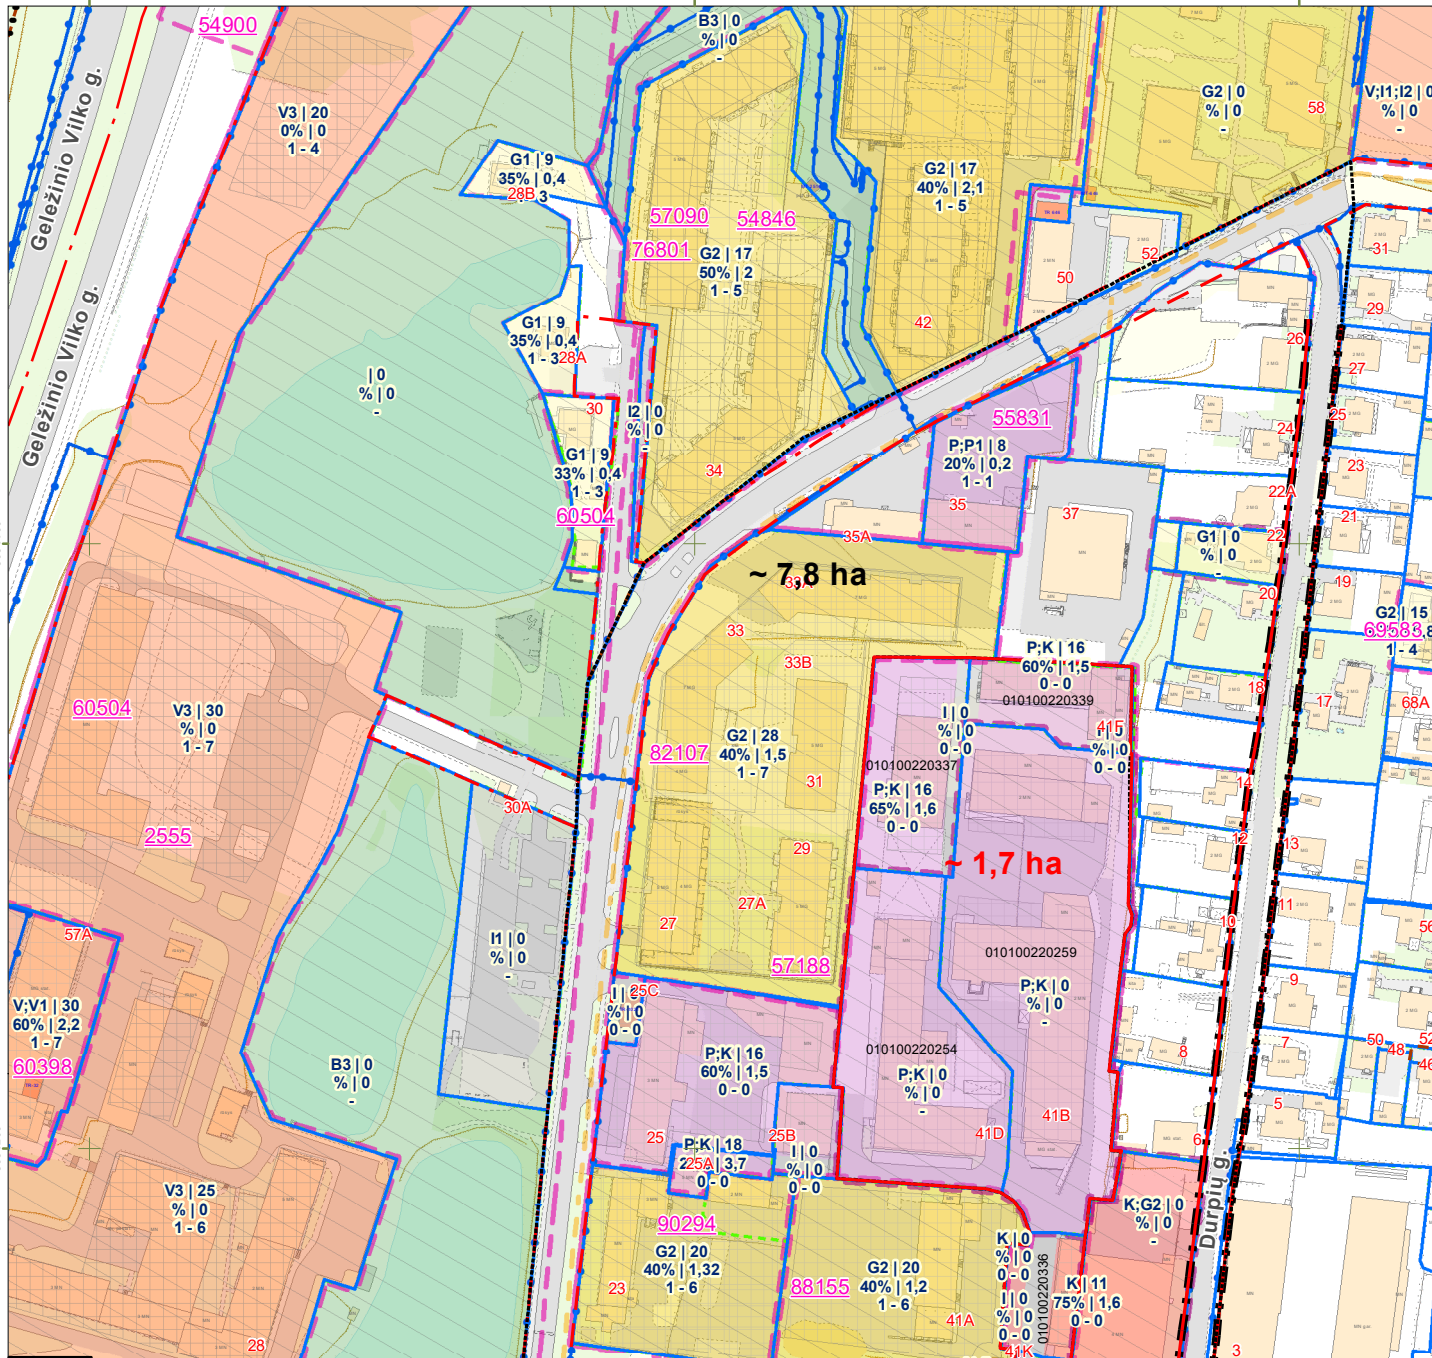 54900
Geležinio Vilko g.
Geležinio Vilko g.
V3 | 20
0% | 0
1 - 4
B3 | 0
% | 0
-
G2 | 0
% | 0
-
58
V;I1;I2 | 0
% | 0
-
G1 | 9
35% | 0,4
28B
57090
54846
76801
G2 | 17
50% | 2
1 - 5
G2 | 17
40% | 2,1
1 - 5
42
50
52
31
29
27
26
25
24
23
22A
22
21
20
19
18
17
G1 | 9
35% | 0,4
1 - 3
28A
I | 0
% | 0
-
30
I2 | 0
% | 0
-
G1 | 9
33% | 0,4
1 - 3
60504
34
55831
P;P1 | 8
20% | 0,2
1 - 1
35
35A
37
G1 | 0
% | 0
-
~ 7,8 ha
33
33B
G2 | 15
69583
1 - 4
68A
60504
V3 | 30
% | 0
1 - 7
2555
82107
G2 | 28
40% | 1,5
1 - 7
31
29
27A
27
57188
P;K | 16
60% | 1,5
0 - 0
010100220339
41F
I | 0
% | 0
0 - 0
% | 0
0 - 0
010100220337
P;K | 16
65% | 1,6
0 - 0
~ 1,7 ha
14
12
13
11
10
9
8
7
6
5
3
56
50
48
52
46
30A
I1 | 0
% | 0
-
57A
V;V1 | 30
60% | 2,2
1 - 7
60398
B3 | 0
% | 0
-
25C
% | 0
0 - 0
P;K | 16
60% | 1,5
0 - 0
25
25B
P;K | 18
25A
3,7
0 - 0
I | 0
% | 0
0 - 0
010100220259
P;K | 0
% | 0
-
010100220254
P;K | 0
% | 0
-
41D
41B
V3 | 25
% | 0
1 - 6
28
90294
G2 | 20
40% | 1,32
1 - 6
23
88155
G2 | 20
40% | 1,2
1 - 6
41A
K | 0
% | 0
0 - 0
I | 0
% | 0
0 - 0
41K
010100220336
K | 11
75% | 1,6
0 - 0
K;G2 | 0
% | 0
-
Durpių g.